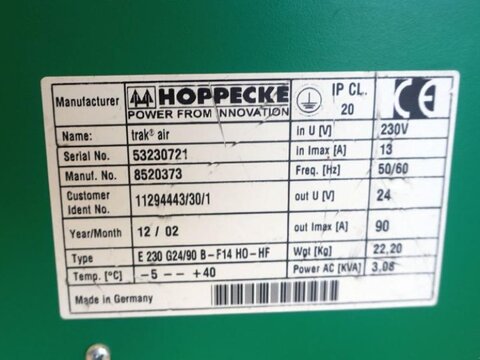 Manufacturer HOPPECKE IP CL. CE
POWER FROM INNOVATION 20
Name: trak® air in U [V] 230V
Serial No. 53230721 in Imax [A] 13
Manuf. No. 8520373 Freq. [Hz] 50/60
Customer Ident No. 11294443/30/1 out U [V] 24
Year/Month 12 / 02 out Imax [A] 90
Type E 230 G24/90 B-F14 HO-HF Wgt [Kg] 22,20
Temp. [°C] -5 -- +40 Power AC [KVA] 3,08
Made in Germany